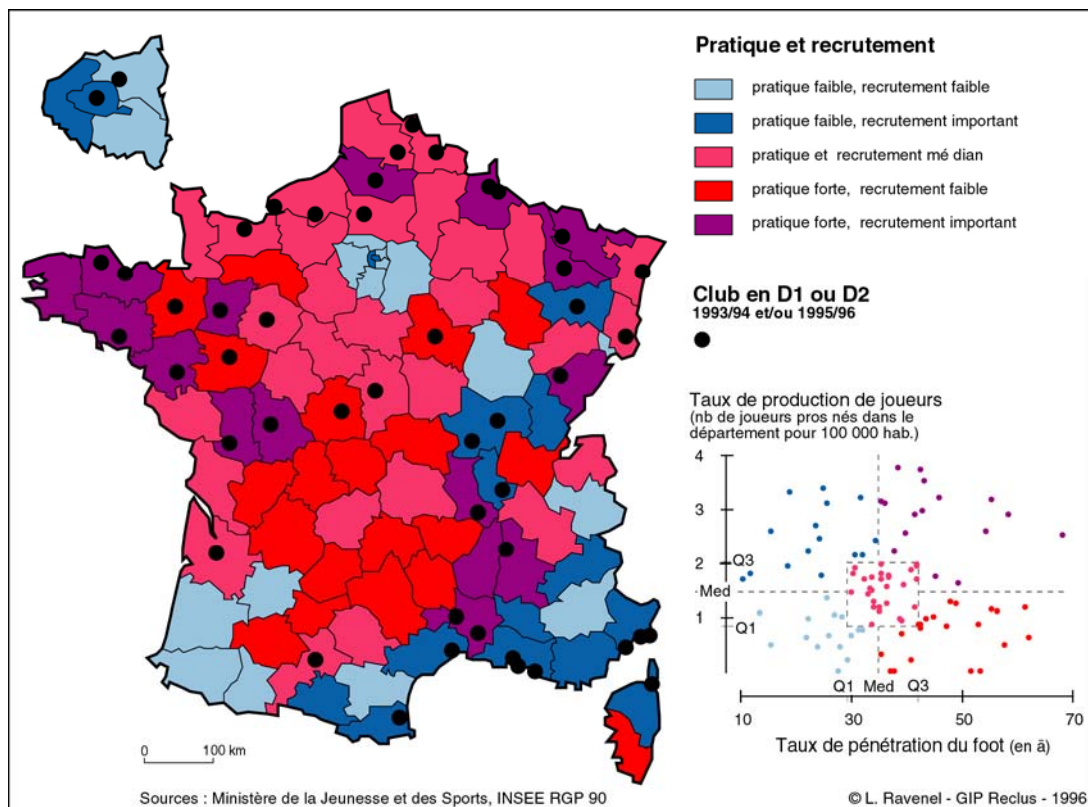 Pratique et recrutement
pratique faible, recrutement faible
pratique faible, recrutement important
pratique et recrutement mé dian
pratique forte, recrutement faible
pratique forte, recrutement important
Club en D1 ou D2
1993/94 et/ou 1995/96
Taux de production de joueurs
(nb de joueurs pros nés dans le
département pour 100 000 hab.)
4
3
2
Q3
Med
1
Q1
Q1 Med Q3
10 30 50 70
Taux de pénétration du foot (en ā)
0 100 km
Sources : Ministère de la Jeunesse et des Sports, INSEE RGP 90
© L. Ravenel - GIP Reclus - 1996